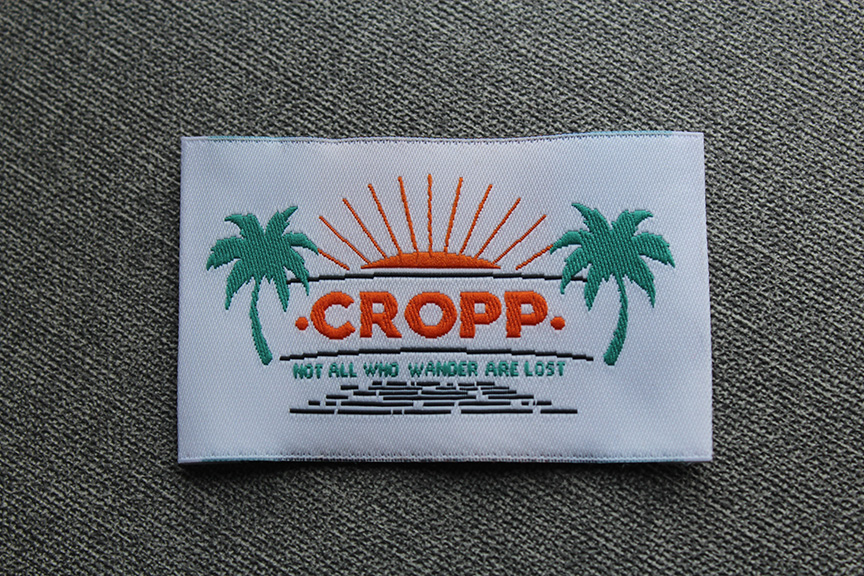 ·CROPP·
NOT ALL WHO WANDER ARE LOST